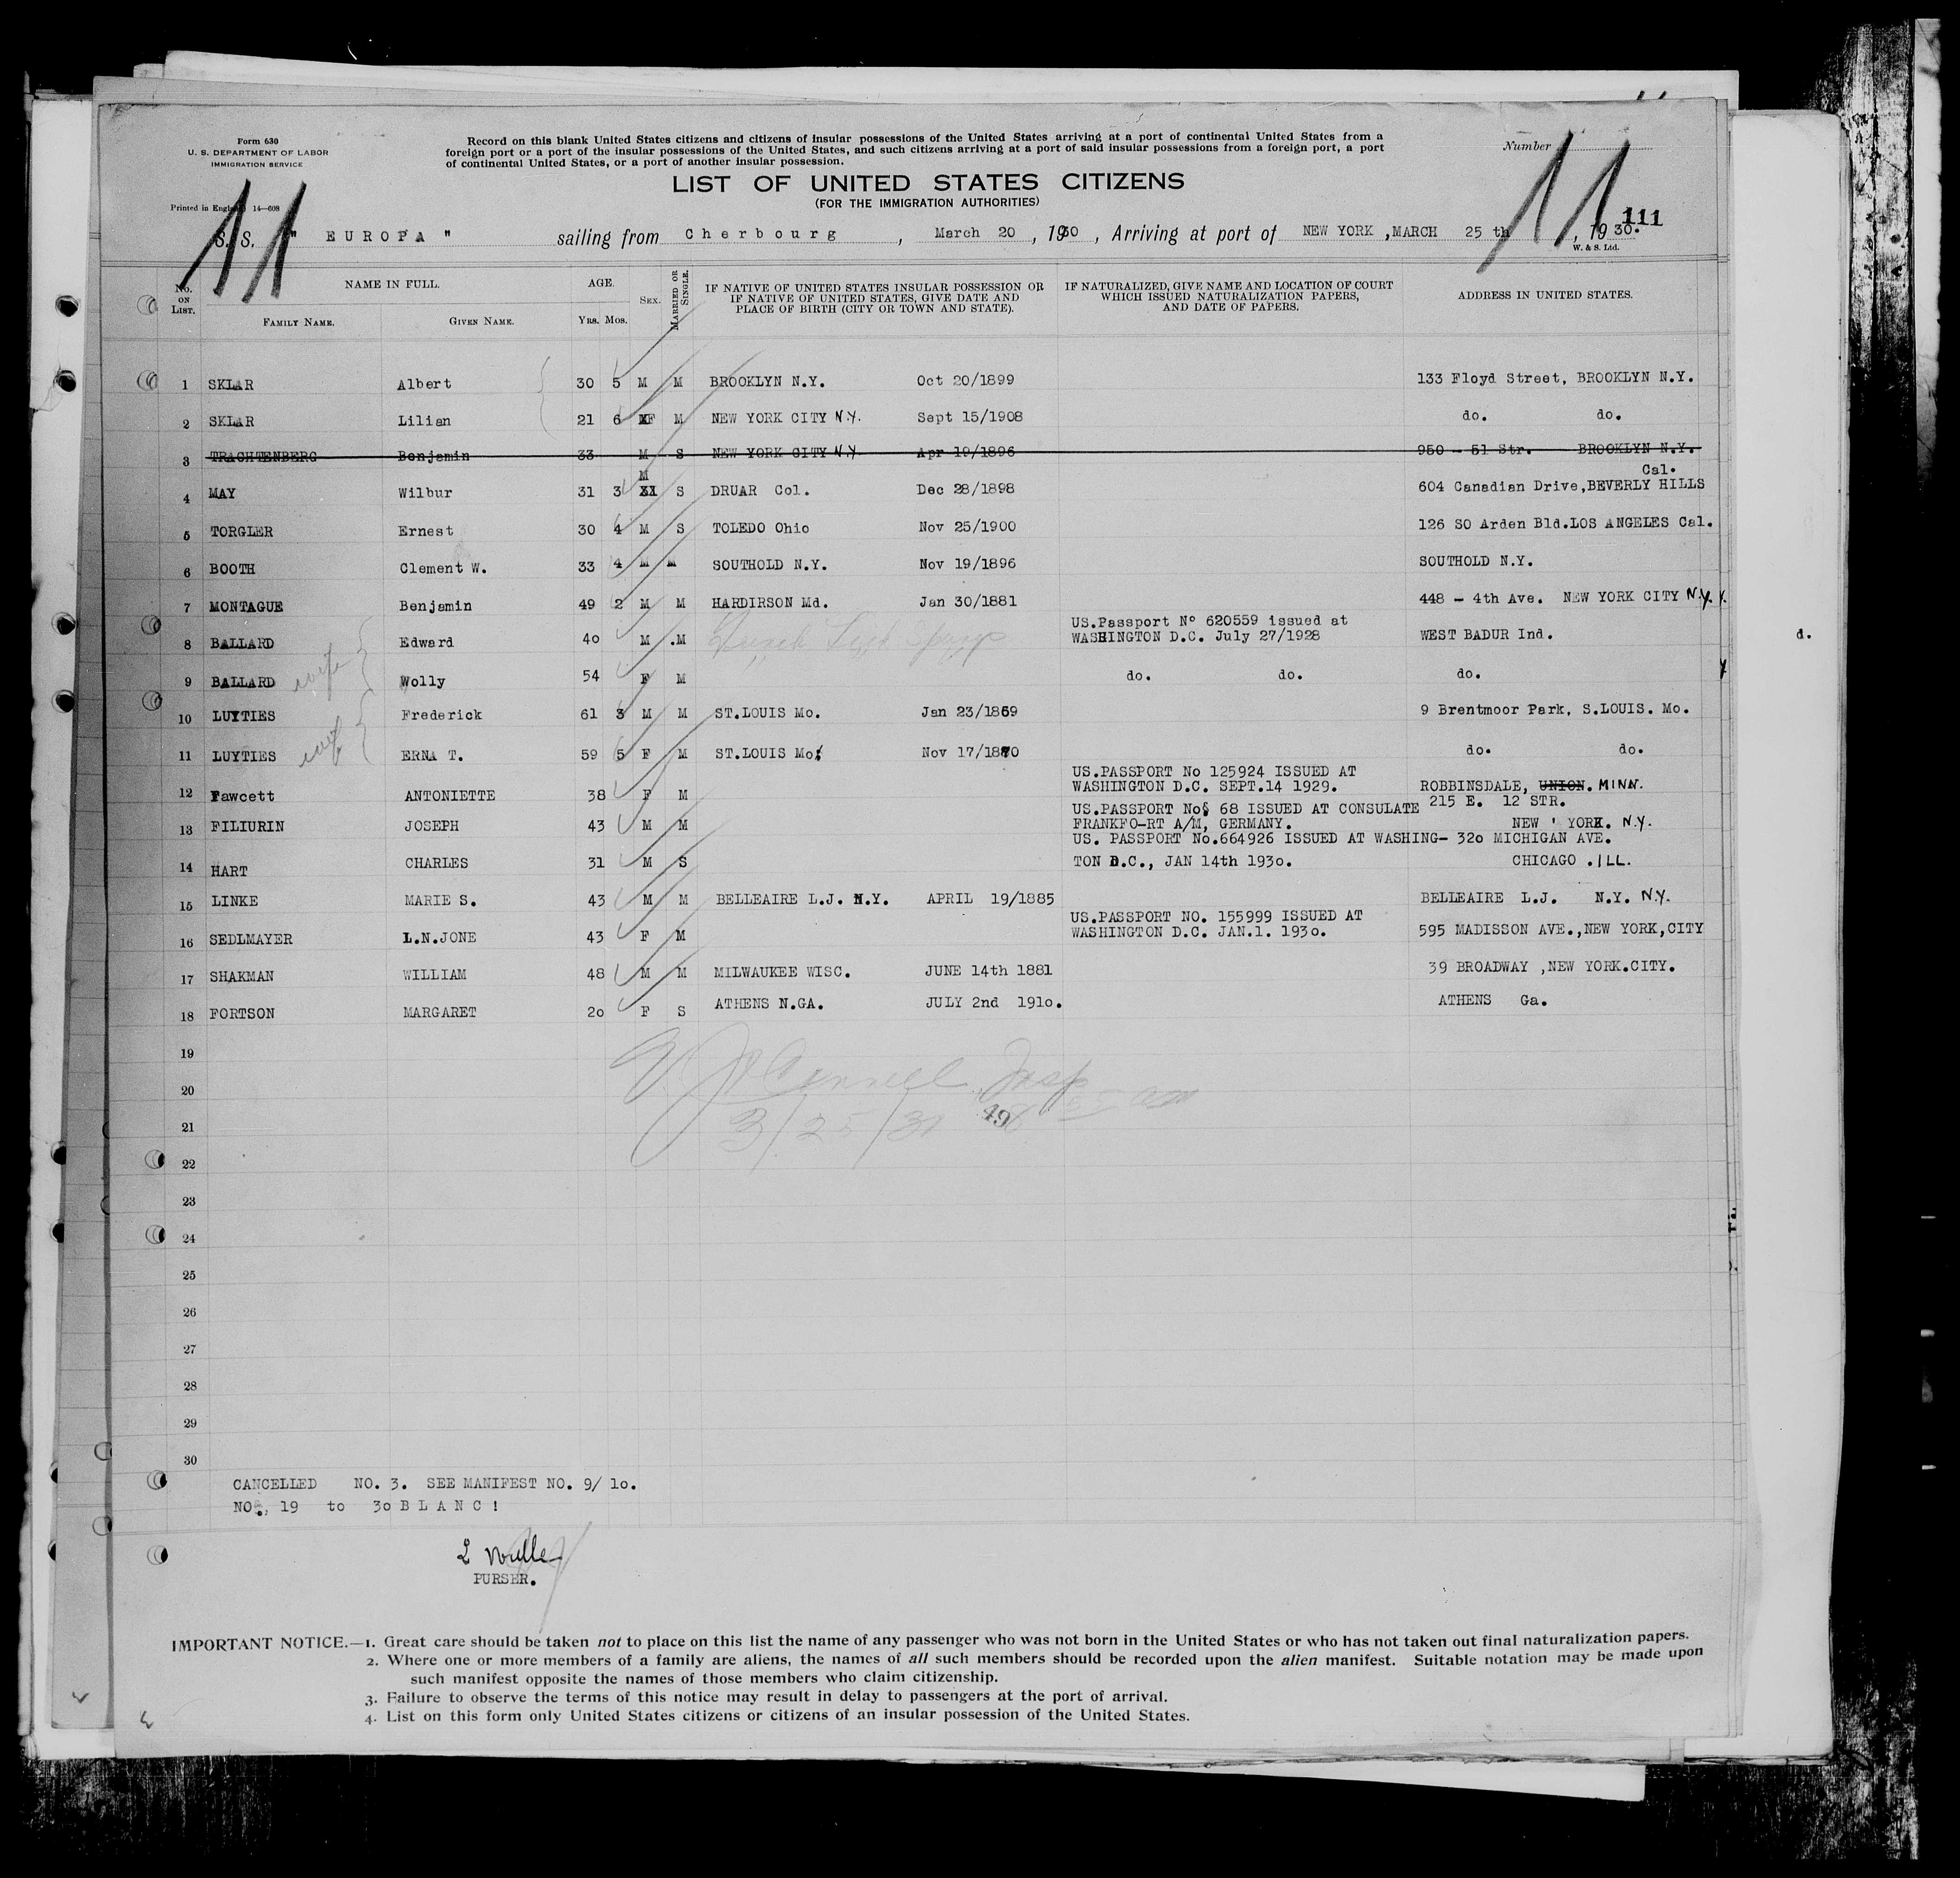 Form 630
U. S. DEPARTMENT OF LABOR
IMMIGRATION SERVICE
Printed in England 14—608
Record on this blank United States citizens and citizens of insular possessions of the United States arriving at a port of continental United States from a
foreign port or a port of the insular possessions of the United States, and such citizens arriving at a port of said insular possessions from a foreign port, a port
of continental United States, or a port of another insular possession.
Number
11
11
111
LIST OF UNITED STATES CITIZENS
(FOR THE IMMIGRATION AUTHORITIES)
S. S. " EUROPA " sailing from Cherbourg, March 20, 1930, Arriving at port of NEW YORK, MARCH 25 th, 1930.
W. & S. Ltd.
No. ON LIST. NAME IN FULL. AGE. SEX. MARRIED OR SINGLE. IF NATIVE OF UNITED STATES INSULAR POSSESSION OR IF NATIVE OF UNITED STATES, GIVE DATE AND PLACE OF BIRTH (CITY OR TOWN AND STATE). IF NATURALIZED, GIVE NAME AND LOCATION OF COURT WHICH ISSUED NATURALIZATION PAPERS, AND DATE OF PAPERS. ADDRESS IN UNITED STATES.
FAMILY NAME. GIVEN NAME. YRS. MOS.
1 SKLAR Albert 30 5 M M BROOKLYN N.Y. Oct 20/1899 133 Floyd Street, BROOKLYN N.Y.
2 SKLAR Lilian 21 6 F M NEW YORK CITY N.Y. Sept 15/1908 do. do.
3 TRACHTENBERG Benjamin 33 M S NEW YORK CITY N.Y. Apr 19/1896 950 - 51 Str. BROOKLYN N.Y.
4 MAY Wilbur 31 3 M S DRUAR Col. Dec 28/1898 604 Canadian Drive,BEVERLY HILLS Cal.
5 TORGLER Ernest 30 4 M S TOLEDO Ohio Nov 25/1900 126 SO Arden Bld.LOS ANGELES Cal.
6 BOOTH Clement W. 33 4 M M SOUTHOLD N.Y. Nov 19/1896 SOUTHOLD N.Y.
7 MONTAGUE Benjamin 49 2 M M HARDIRSON Md. Jan 30/1881 448 - 4th Ave. NEW YORK CITY N.Y.
US.Passport Nº 620559 issued at
8 BALLARD Edward 40 M .M WASHINGTON D.C. July 27/1928 WEST BADUR Ind.
9 BALLARD Wolly 54 F M do. do. do.
wife
10 LUYTIES Frederick 61 3 M M ST.LOUIS Mo. Jan 23/1869 9 Brentmoor Park, S.LOUIS. Mo.
11 LUYTIES ERNA T. 59 5 F M ST.LOUIS Mo. Nov 17/1870 do. do.
wife
US.PASSPORT No 125924 ISSUED AT
12 Fawcett ANTONIETTE 38 F M WASHINGTON D.C. SEPT.14 1929. ROBBINSDALE, UNION. MINN.
US.PASSPORT No 68 ISSUED AT CONSULATE 215 E. 12 STR.
13 FILIURIN JOSEPH 43 M M FRANKFO-RT A/M, GERMANY. NEW ' YORK. N.Y.
US. PASSPORT No.664926 ISSUED AT WASHING- 32o MICHIGAN AVE.
14 HART CHARLES 31 M S TON D.C., JAN 14th 193o. CHICAGO .ILL.
15 LINKE MARIE S. 43 M M BELLEAIRE L.J. N.Y. APRIL 19/1885 BELLEAIRE L.J. N.Y. N.Y.
US.PASSPORT NO. 155999 ISSUED AT
16 SEDLMAYER L.N.JONE 43 F M WASHINGTON D.C. JAN.1. 193o. 595 MADISSON AVE.,NEW YORK,CITY
17 SHAKMAN WILLIAM 48 M M MILWAUKEE WISC. JUNE 14th 1881 39 BROADWAY ,NEW YORK.CITY.
18 FORTSON MARGARET 2o F S ATHENS N.GA. JULY 2nd 191o. ATHENS Ga.
d.
19
20
Insp
21
3/25/30
49
22
23
24
25
26
27
28
29
30
CANCELLED NO. 3. SEE MANIFEST NO. 9/ 1o.
NO., 19 to 3o B L A N C !
PURSER.
IMPORTANT NOTICE.—1. Great care should be taken not to place on this list the name of any passenger who was not born in the United States or who has not taken out final naturalization papers.
2. Where one or more members of a family are aliens, the names of all such members should be recorded upon the alien manifest. Suitable notation may be made upon
such manifest opposite the names of those members who claim citizenship.
3. Failure to observe the terms of this notice may result in delay to passengers at the port of arrival.
4. List on this form only United States citizens or citizens of an insular possession of the United States.